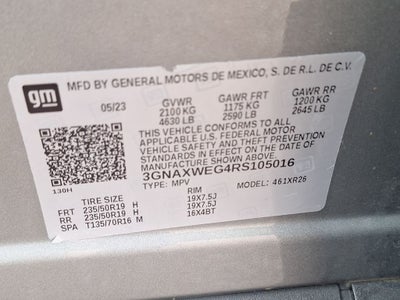 gm
MFD BY GENERAL MOTORS DE MEXICO, S. DE R.L. DE C.V.
05/23 GVWR GAWR FRT GAWR RR
2100 KG 1175 KG 1200 KG
4630 LB 2590 LB 2645 LB
THIS VEHICLE CONFORMS TO ALL
APPLICABLE U.S. FEDERAL MOTOR
VEHICLE SAFETY AND THEFT PREVENTION
STANDARDS IN EFFECT ON THE DATE OF
MANUFACTURE SHOWN ABOVE.
3GNAXWEG4RS105016
130H TYPE: MPV MODEL: 461XR26
TIRE SIZE RIM
FRT 235/50R19 H 19X7.5J
RR 235/50R19 H 19X7.5J
SPA T135/70R16 M 16X4BT